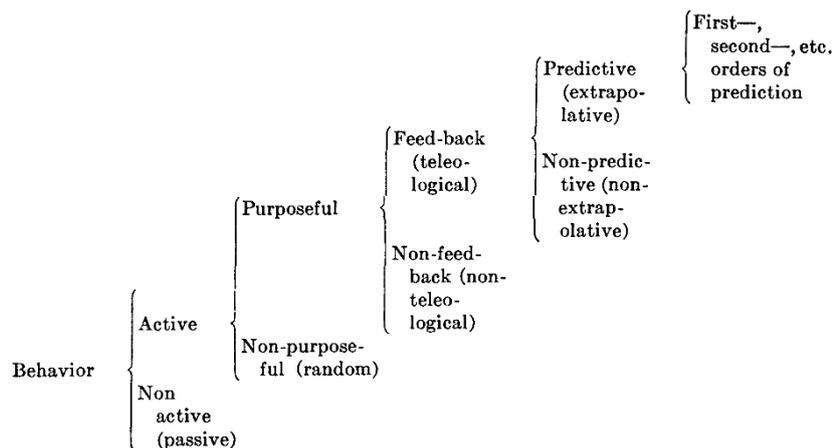 First—,
second—, etc.
orders of
prediction
Predictive
(extrapo-
lative)
Non-predic-
tive (non-
extrap-
olative)
Feed-back
(teleo-
logical)
Non-feed-
back (non-
teleo-
logical)
Purposeful
Non-purpose-
ful (random)
Active
Non
active
(passive)
Behavior